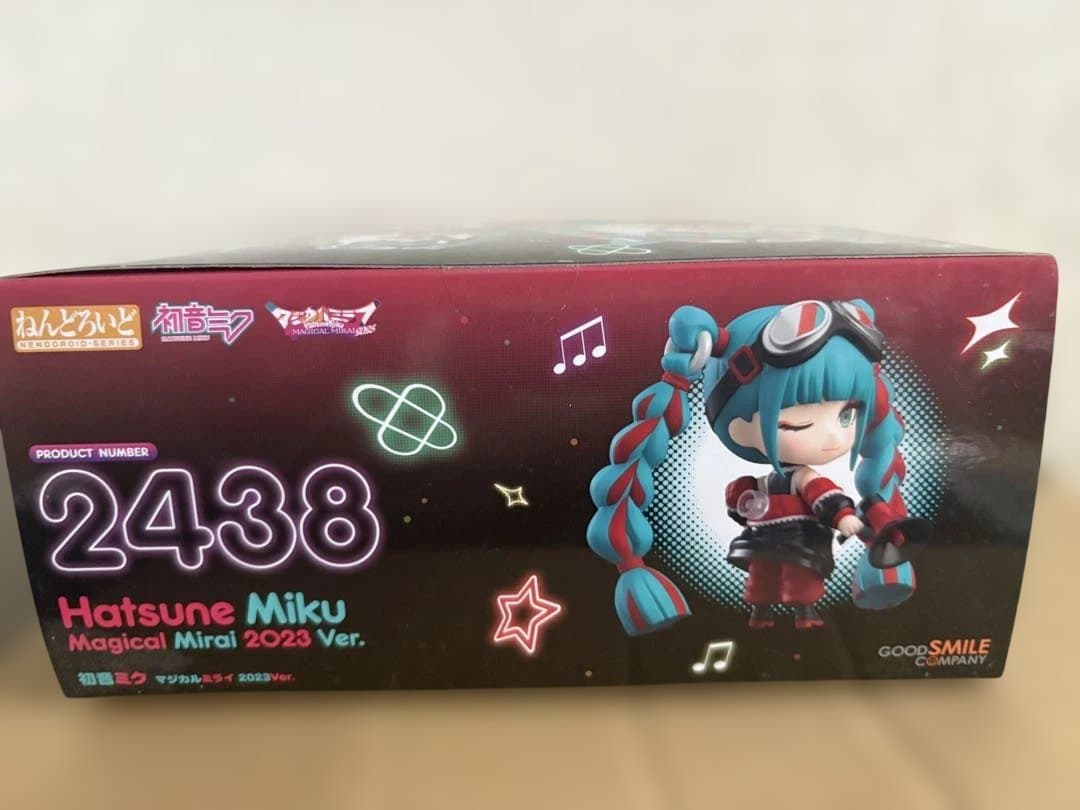 ねんどろいど
NENDOROID-SERIES
初音ミク
マジカルミライ
MAGICAL MIRAI 2023
PRODUCT NUMBER
2438
Hatsune Miku
Magical Mirai 2023 Ver.
初音ミク マジカルミライ 2023Ver.
GOOD SMILE
COMPANY